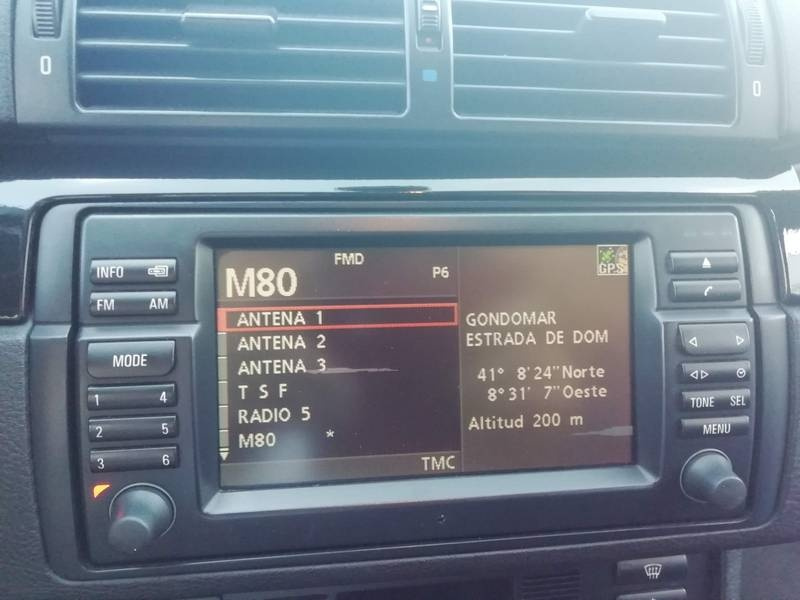 0
0
INFO
FM AM
MODE
1 4
2 5
3 6
FMD
M80 P6
ANTENA 1
ANTENA 2
ANTENA 3
T S F
RADIO 5
M80 *
TMC
GPS
GONDOMAR
ESTRADA DE DOM
41° 8'24"Norte
8°31' 7"Oeste
Altitud 200 m
TONE SEL
MENU